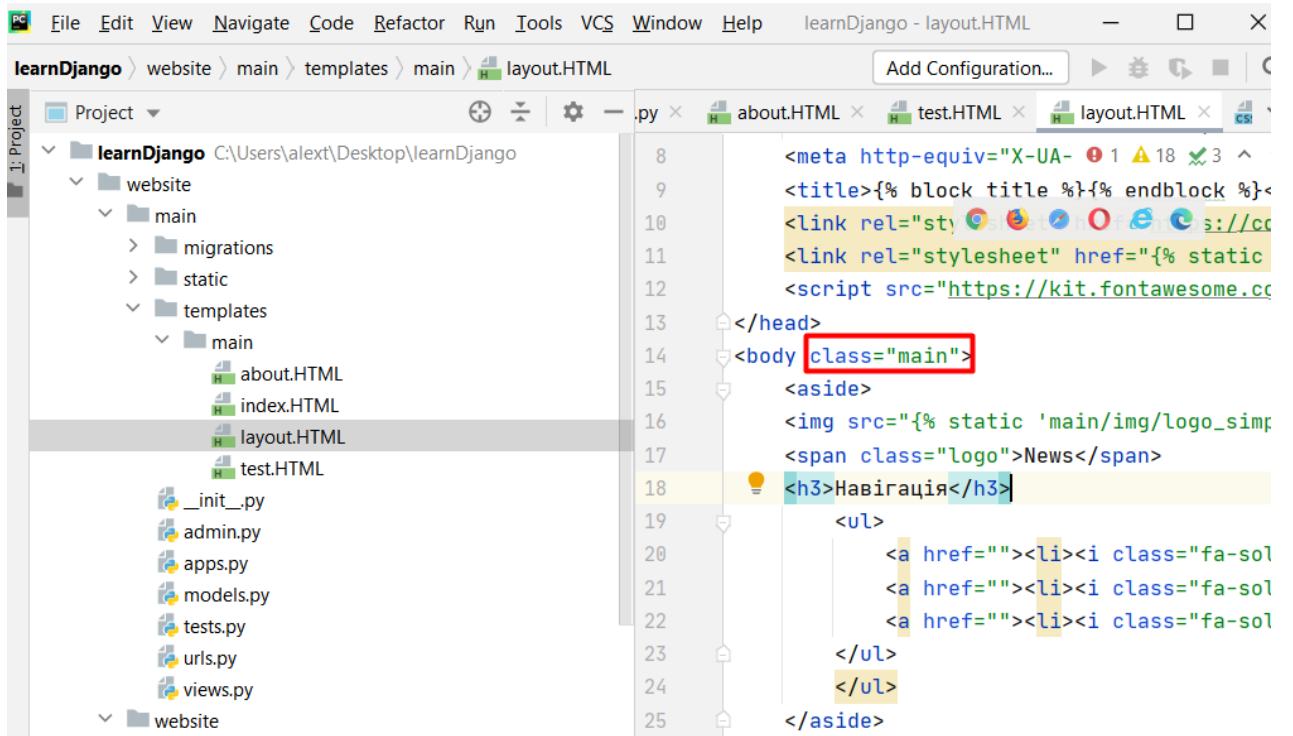 PC File Edit View Navigate Code Refactor Run Tools VCS Window Help learnDjango - layout.HTML
learnDjango website main templates main layout.HTML Add Configuration...
1: Project
Project .py about.HTML test.HTML layout.HTML
learnDjango C:\Users\alext\Desktop\learnDjango
website
main
migrations
static
templates
main
about.HTML
index.HTML
layout.HTML
test.HTML
__init__.py
admin.py
apps.py
models.py
tests.py
urls.py
views.py
website
8 <meta http-equiv="X-UA- 1 18 3
9 <title>{% block title %}{% endblock %}<
10 <link rel="sty s://cd
11 <link rel="stylesheet" href="{% static
12 <script src="https://kit.fontawesome.co
13 </head>
14 <body class="main">
15 <aside>
16 <img src="{% static 'main/img/logo_simp
17 <span class="logo">News</span>
18 <h3>Навігація</h3>
19 <ul>
20 <a href=""><li><i class="fa-sol
21 <a href=""><li><i class="fa-sol
22 <a href=""><li><i class="fa-sol
23 </ul>
24 </ul>
25 </aside>